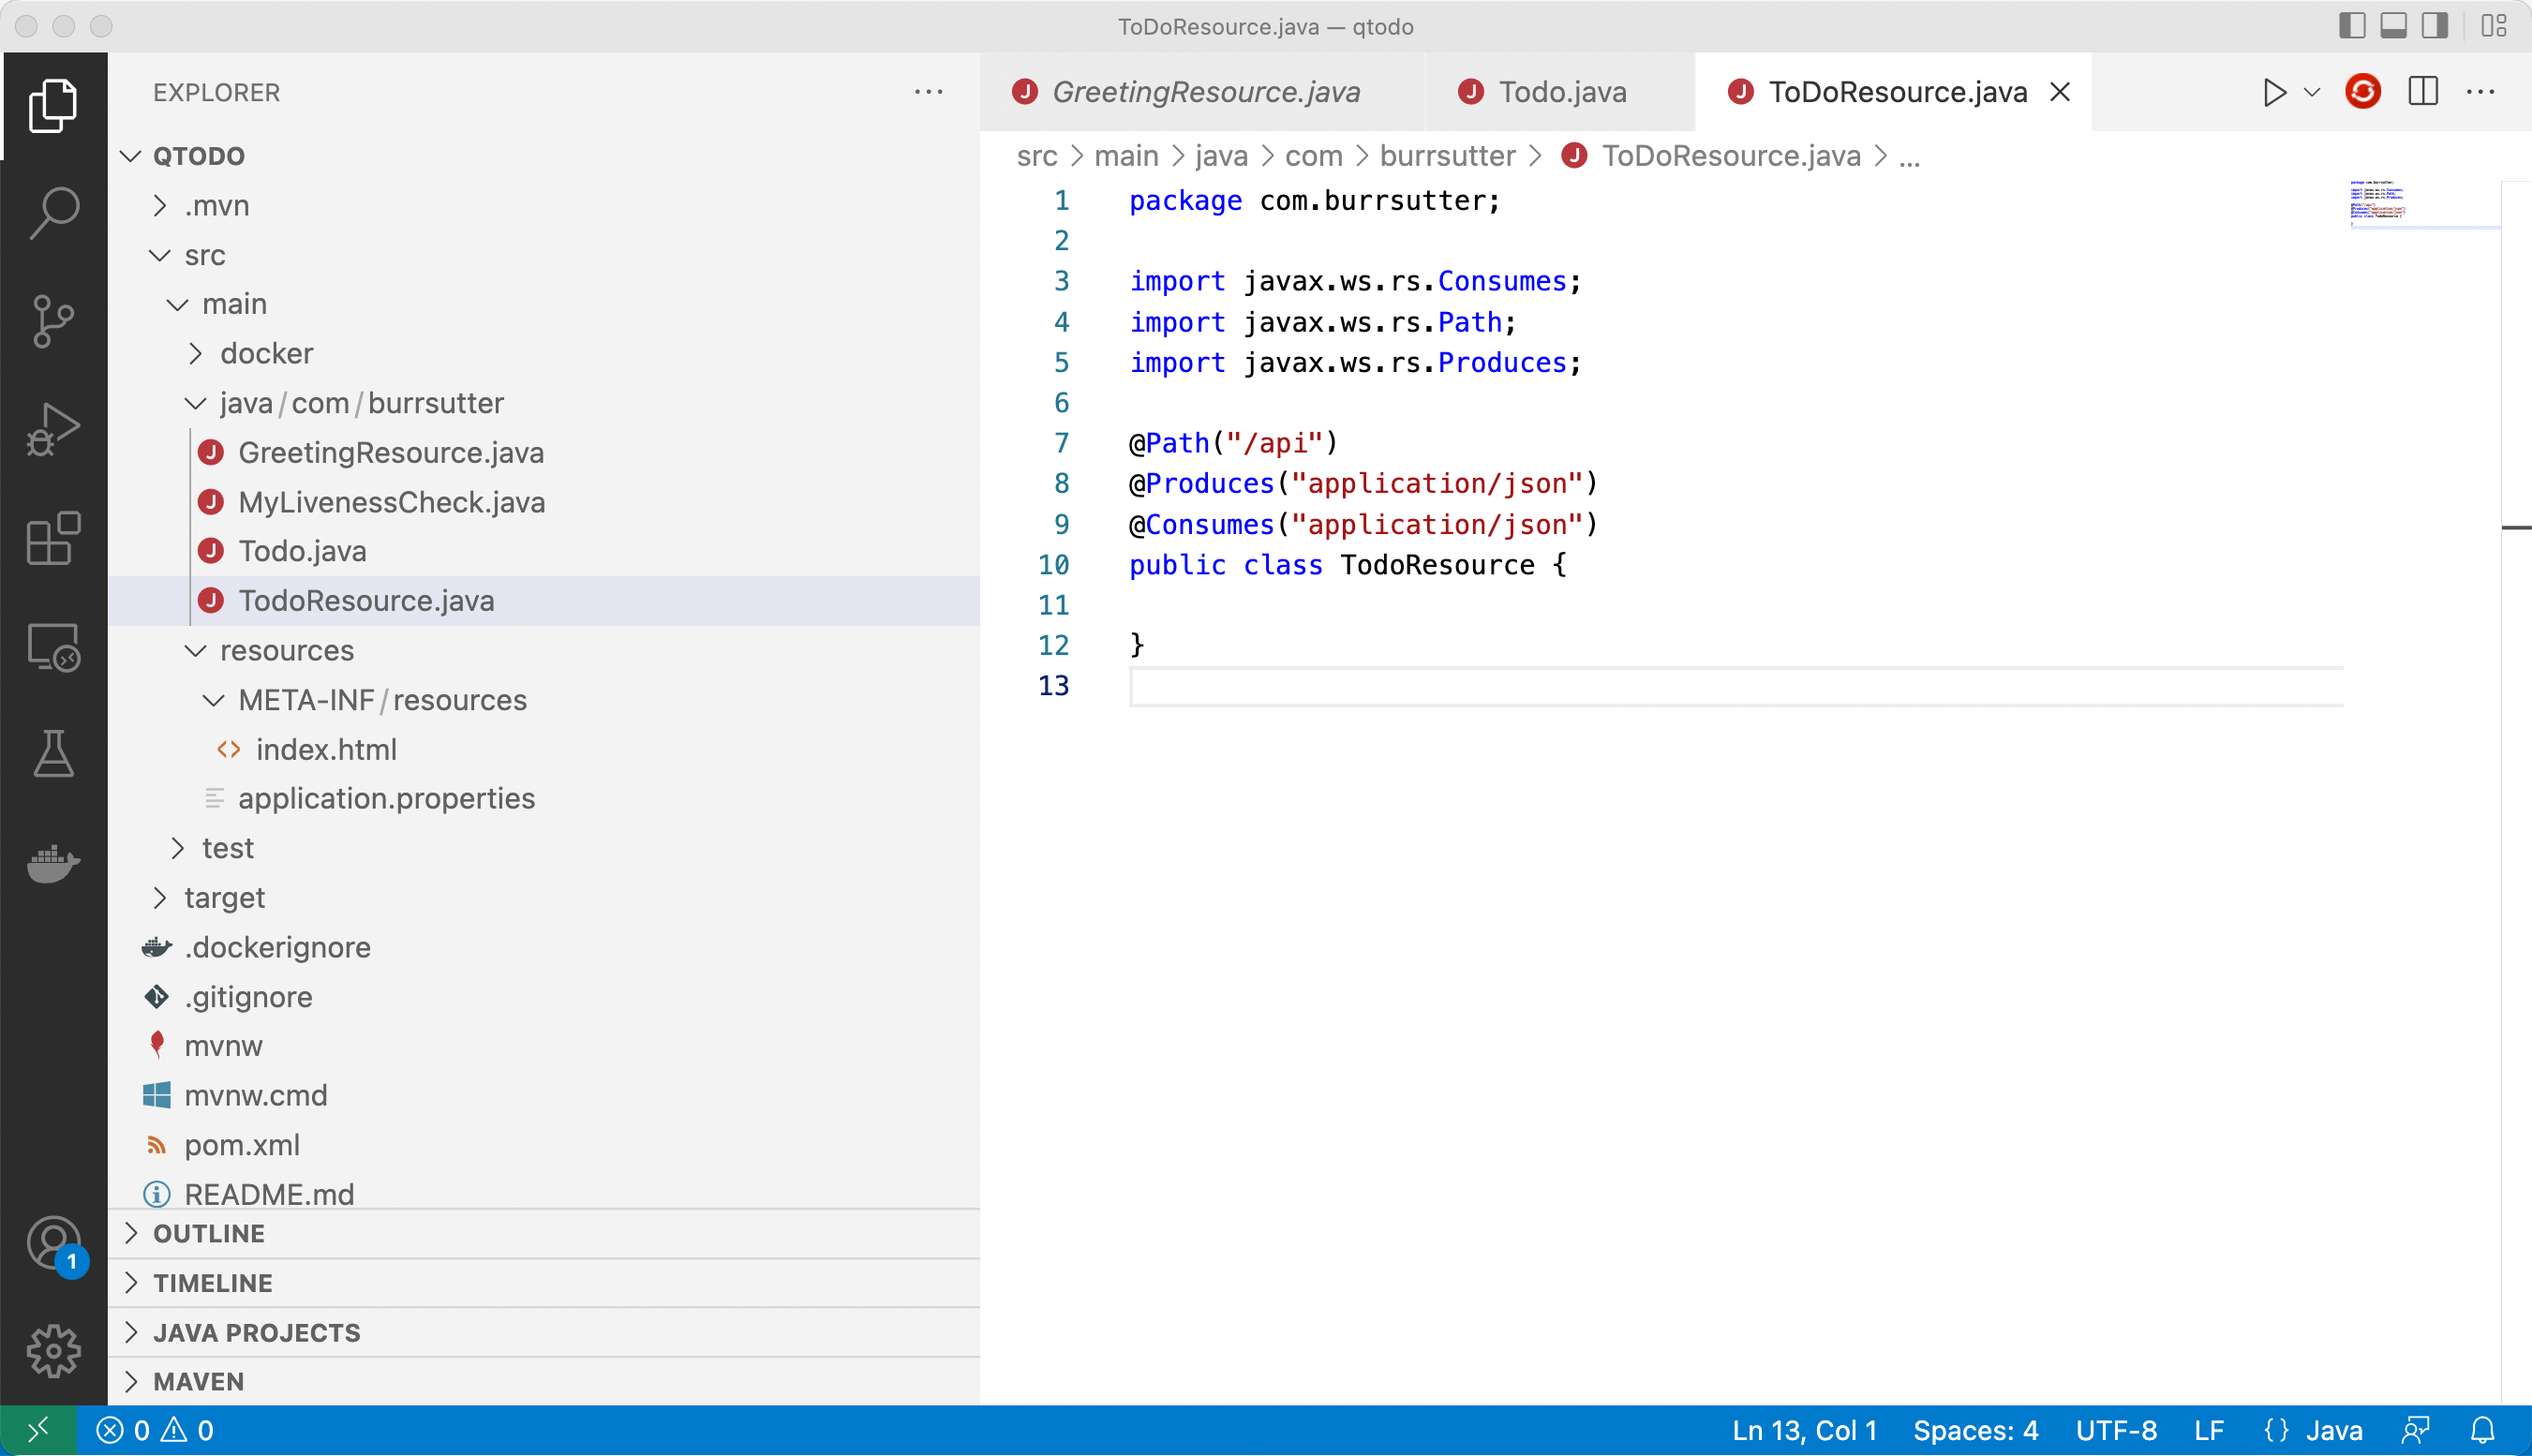 ToDoResource.java — qtodo
EXPLORER
QTODO
.mvn
src
main
docker
java/com/burrsutter
GreetingResource.java
MyLivenessCheck.java
Todo.java
TodoResource.java
resources
META-INF/resources
index.html
application.properties
test
target
.dockerignore
.gitignore
mvnw
mvnw.cmd
pom.xml
README.md
OUTLINE
TIMELINE
JAVA PROJECTS
MAVEN
GreetingResource.java Todo.java ToDoResource.java
src > main > java > com > burrsutter > ToDoResource.java > ...
1 package com.burrsutter;
2
3 import javax.ws.rs.Consumes;
4 import javax.ws.rs.Path;
5 import javax.ws.rs.Produces;
6
7 @Path("/api")
8 @Produces("application/json")
9 @Consumes("application/json")
10 public class TodoResource {
11
12 }
13
1
0 0 Ln 13, Col 1 Spaces: 4 UTF-8 LF {} Java